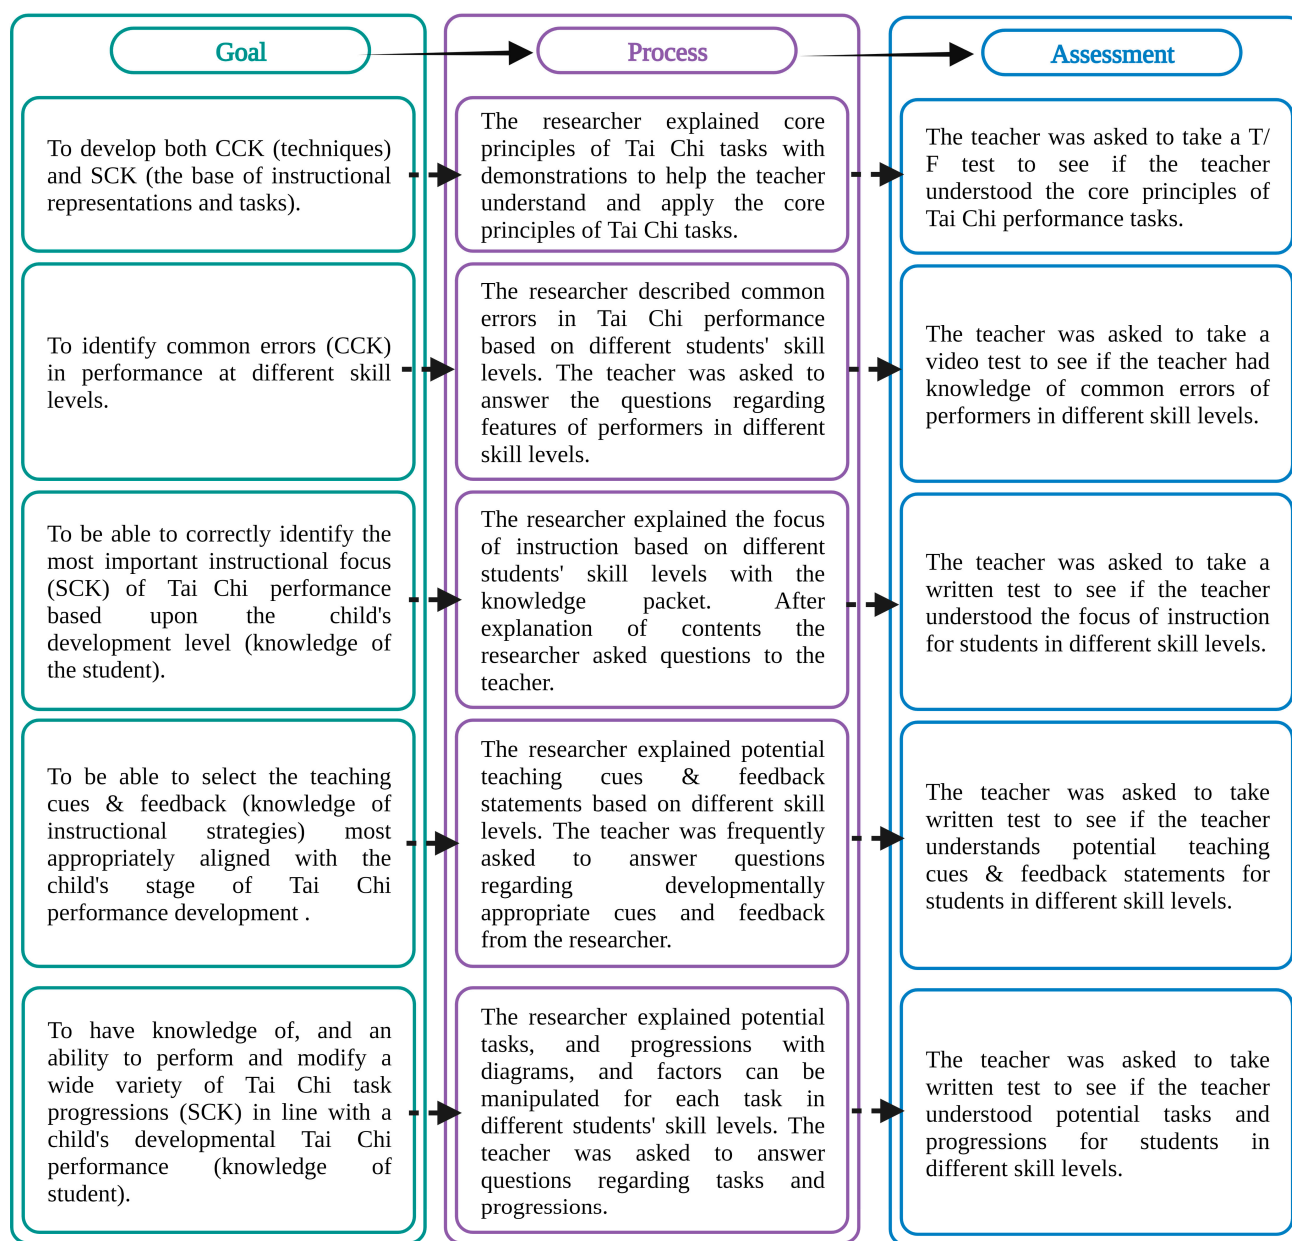 Goal
Process
Assessment
To develop both CCK (techniques)
and SCK (the base of instructional
representations and tasks).
The researcher explained core
principles of Tai Chi tasks with
demonstrations to help the teacher
understand and apply the core
principles of Tai Chi tasks.
The teacher was asked to take a T/
F test to see if the teacher
understood the core principles of
Tai Chi performance tasks.
To identify common errors (CCK)
in performance at different skill
levels.
The researcher described common
errors in Tai Chi performance
based on different students' skill
levels. The teacher was asked to
answer the questions regarding
features of performers in different
skill levels.
The teacher was asked to take a
video test to see if the teacher had
knowledge of common errors of
performers in different skill levels.
To be able to correctly identify the
most important instructional focus
(SCK) of Tai Chi performance
based upon the child's
development level (knowledge of
the student).
The researcher explained the focus
of instruction based on different
students' skill levels with the
knowledge packet. After
explanation of contents the
researcher asked questions to the
teacher.
The teacher was asked to take a
written test to see if the teacher
understood the focus of instruction
for students in different skill levels.
To be able to select the teaching
cues & feedback (knowledge of
instructional strategies) most
appropriately aligned with the
child's stage of Tai Chi
performance development .
The researcher explained potential
teaching cues & feedback
statements based on different skill
levels. The teacher was frequently
asked to answer questions
regarding developmentally
appropriate cues and feedback
from the researcher.
The teacher was asked to take
written test to see if the teacher
understands potential teaching
cues & feedback statements for
students in different skill levels.
To have knowledge of, and an
ability to perform and modify a
wide variety of Tai Chi task
progressions (SCK) in line with a
child's developmental Tai Chi
performance (knowledge of
student).
The researcher explained potential
tasks, and progressions with
diagrams, and factors can be
manipulated for each task in
different students' skill levels. The
teacher was asked to answer
questions regarding tasks and
progressions.
The teacher was asked to take
written test to see if the teacher
understood potential tasks and
progressions for students in
different skill levels.